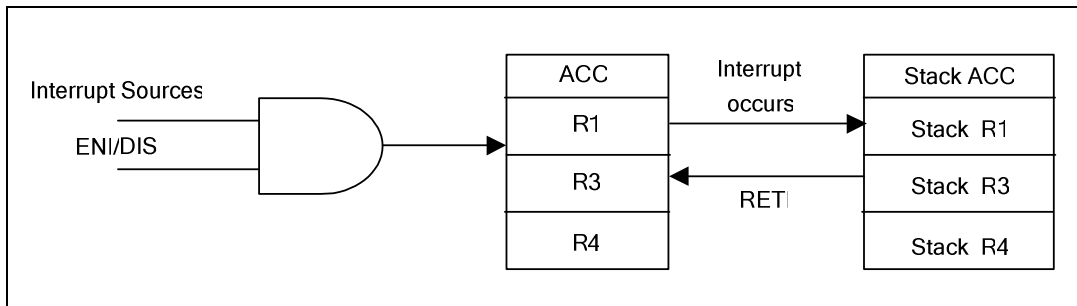 Interrupt Sources
ENI/DIS
ACC
R1
R3
R4
Interrupt
occurs
RETI
Stack ACC
Stack R1
Stack R3
Stack R4